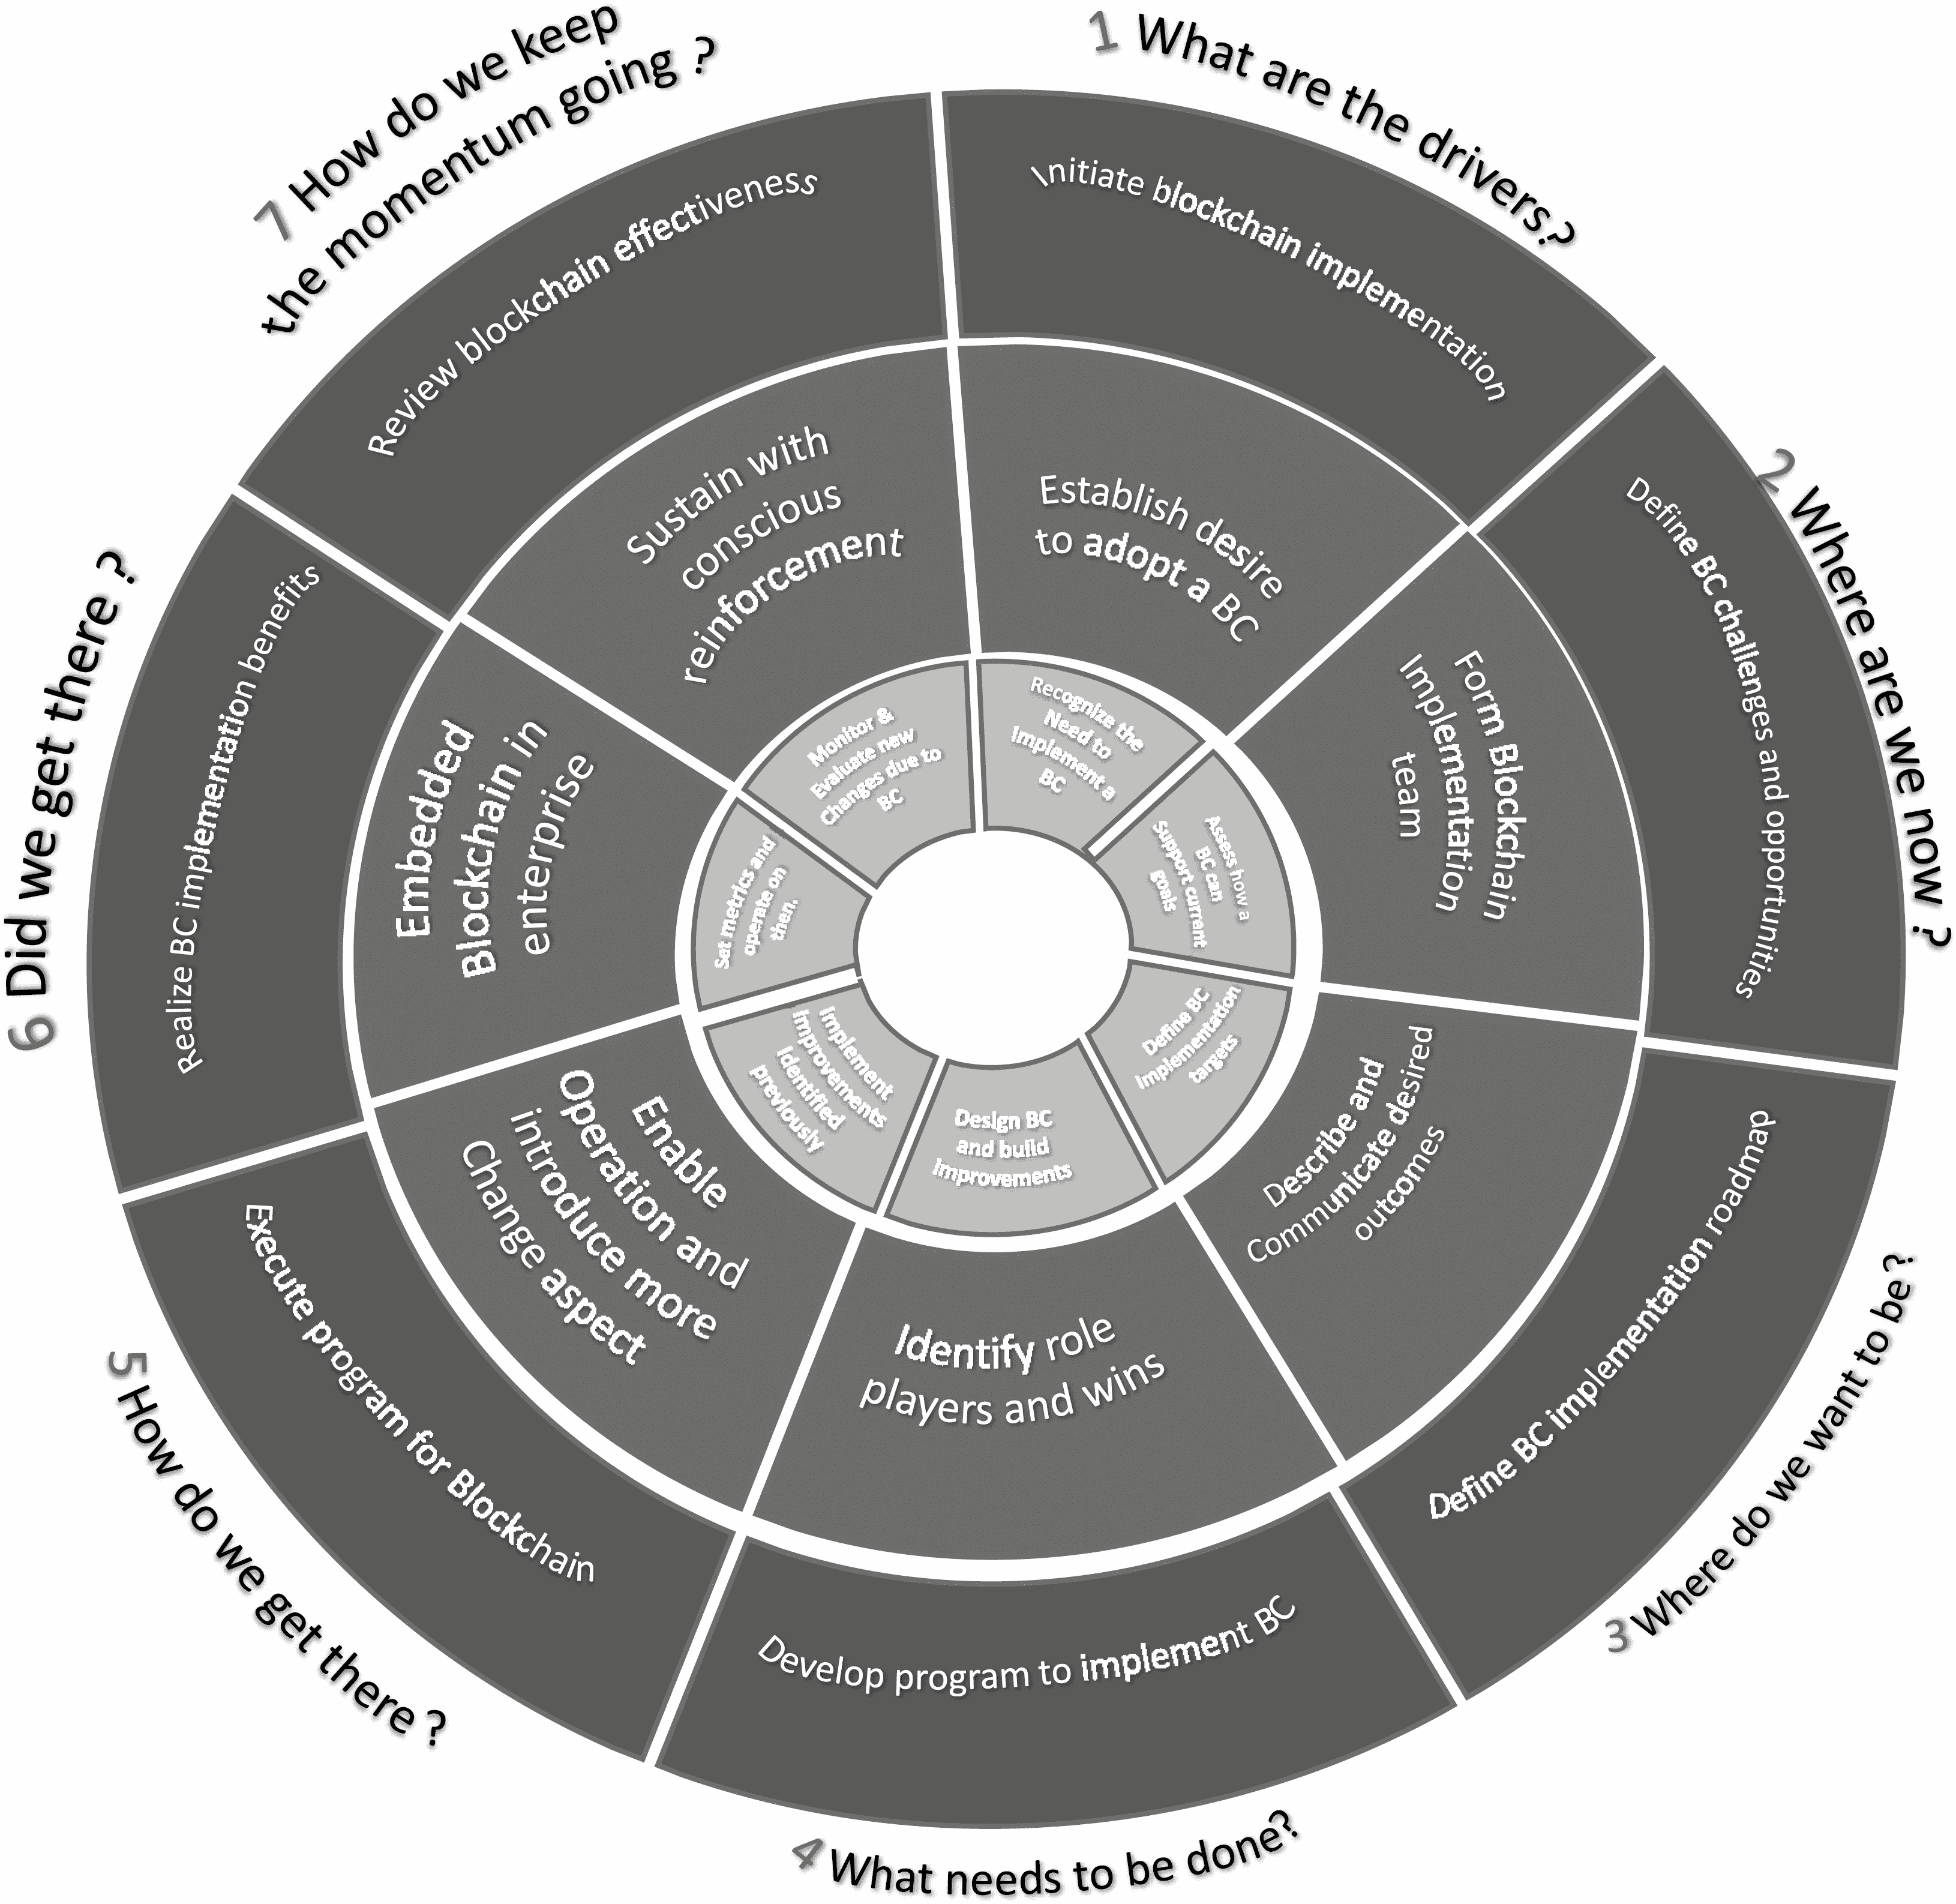 1 What are the drivers?
Initiate blockchain implementation
Establish desire
to adopt a BC
Recognize the
Need to
implement a
BC
2 Where are we now ?
Define BC challenges and opportunities
Form Blockchain
Implementation
team
Assess how a
BC can
Support currant
goals
3 Where do we want to be ?
Define BC implementation roadmap
Describe and
Communicate desired
outcomes
Define BC
implementation
targets
4 What needs to be done?
Develop program to implement BC
Identify role
players and wins
Design BC
and build
improvements
5 How do we get there ?
Execute program for Blockchain
Enable
Operation and
introduce more
Change aspect
implement
improvements
identified
previously
6 Did we get there ?
Realize BC implementation benefits
Embedded
Blockchain in
enterprise
Set metrics and
operate on
then.
7 How do we keep
the momentum going ?
Review blockchain effectiveness
Sustain with
conscious
reinforcement
Monitor &
Evaluate new
Changes due to
BC